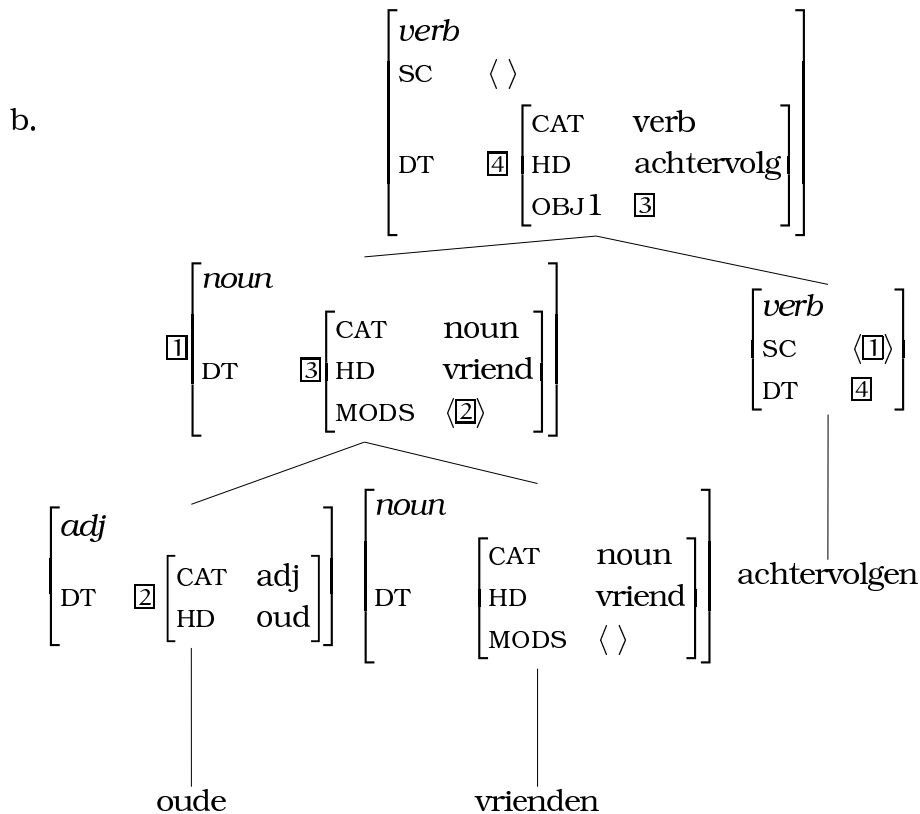 verb
SC ⟨ ⟩
b.
CAT verb
DT 4 HD achtervolg
OBJ1 3
noun
CAT noun
1 DT 3 HD vriend
MODS ⟨2⟩
verb
SC ⟨1⟩
DT 4
adj
CAT adj
DT 2
HD oud
noun
CAT noun
DT HD vriend
MODS ⟨ ⟩
achtervolgen
oude vrienden